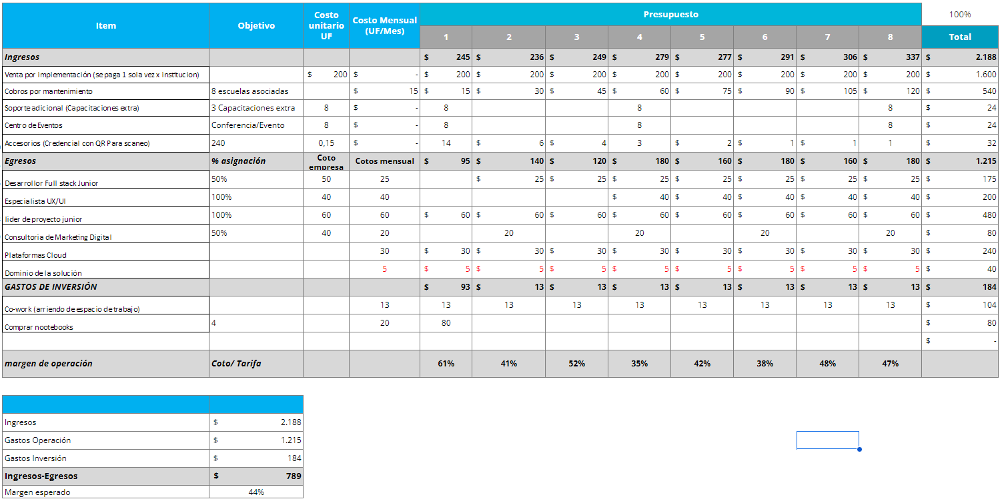 Item Objetivo Costo unitario UF Costo Mensual (UF/Mes) Presupuesto 100%
1 2 3 4 5 6 7 8 Total
Ingresos $ 245 $ 236 $ 249 $ 279 $ 277 $ 291 $ 306 $ 337 $ 2.188
Venta por implementación (se paga 1 sola vez x institucion) $ 200 $ - $ 200 $ 200 $ 200 $ 200 $ 200 $ 200 $ 200 $ 200 $ 1.600
Cobros por mantenimiento 8 escuelas asociadas $ 15 $ 15 $ 30 $ 45 $ 60 $ 75 $ 90 $ 105 $ 120 $ 540
Soporte adicional (Capacitaciones extra) 3 Capacitaciones extra 8 $ - 8 8 8 $ 24
Centro de Eventos Conferencia/Evento 8 $ - 8 8 8 $ 24
Accesorios (Credencial con QR Para scaneo) 240 0,15 $ - 14 $ 6 $ 4 3 $ 2 $ 1 $ 1 1 $ 32
Egresos % asignación Coto empresa Cotos mensual $ 95 $ 140 $ 120 $ 180 $ 160 $ 180 $ 160 $ 180 $ 1.215
Desarrollor Full stack Junior 50% 50 25 $ 25 $ 25 $ 25 $ 25 $ 25 $ 25 $ 25 $ 175
Especialista UX/UI 100% 40 40 $ 40 $ 40 $ 40 $ 40 $ 40 $ 200
lider de proyecto junior 100% 60 60 $ 60 $ 60 $ 60 $ 60 $ 60 $ 60 $ 60 $ 60 $ 480
Consultoria de Marketing Digital 50% 40 20 20 20 20 20 $ 80
Plataformas Cloud 30 $ 30 $ 30 $ 30 $ 30 $ 30 $ 30 $ 30 $ 30 $ 240
Dominio de la solución 5 $ 5 $ 5 $ 5 $ 5 $ 5 $ 5 $ 5 $ 5 $ 40
GASTOS DE INVERSIÓN $ 93 $ 13 $ 13 $ 13 $ 13 $ 13 $ 13 $ 13 $ 184
Co-work (arriendo de espacio de trabajo) 13 13 13 13 13 13 13 13 13 $ 104
Comprar nootebooks 4 20 80 $ 80
$ -
margen de operación Coto/ Tarifa 61% 41% 52% 35% 42% 38% 48% 47%
Ingresos $ 2.188
Gastos Operación $ 1.215
Gastos Inversión $ 184
Ingresos-Egresos $ 789
Margen esperado 44%